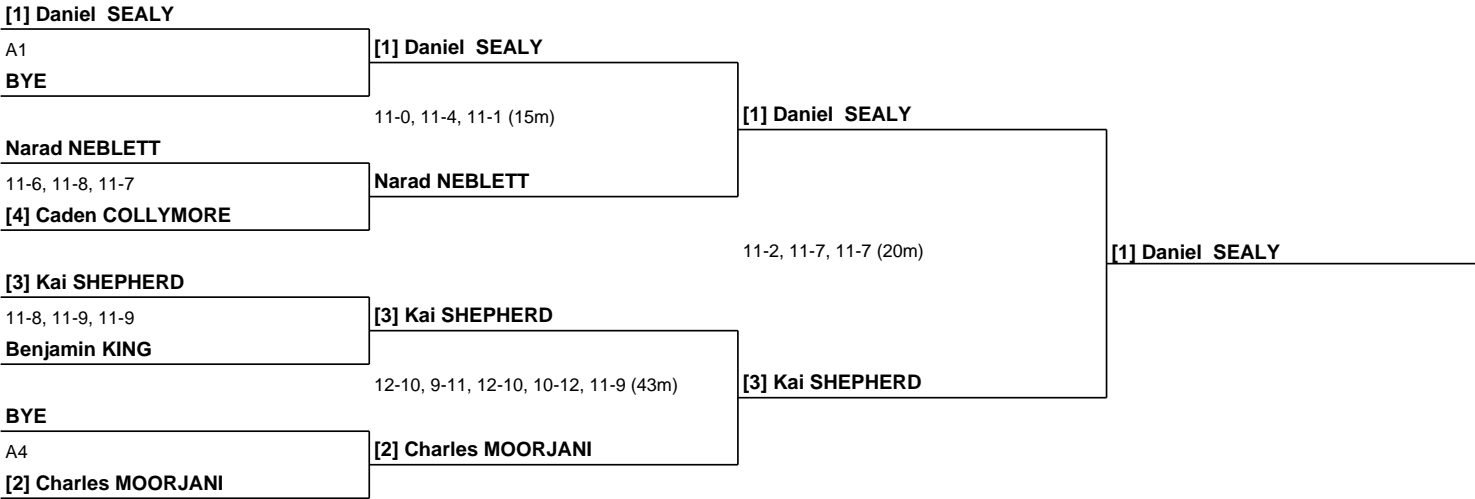 [1] Daniel  SEALY
A1
BYE
[1] Daniel  SEALY
11-0, 11-4, 11-1 (15m)
[1] Daniel  SEALY
Narad NEBLETT
11-6, 11-8, 11-7
[4] Caden COLLYMORE
Narad NEBLETT
11-2, 11-7, 11-7 (20m)
[1] Daniel  SEALY
[3] Kai SHEPHERD
11-8, 11-9, 11-9
Benjamin KING
[3] Kai SHEPHERD
12-10, 9-11, 12-10, 10-12, 11-9 (43m)
[3] Kai SHEPHERD
BYE
A4
[2] Charles MOORJANI
[2] Charles MOORJANI